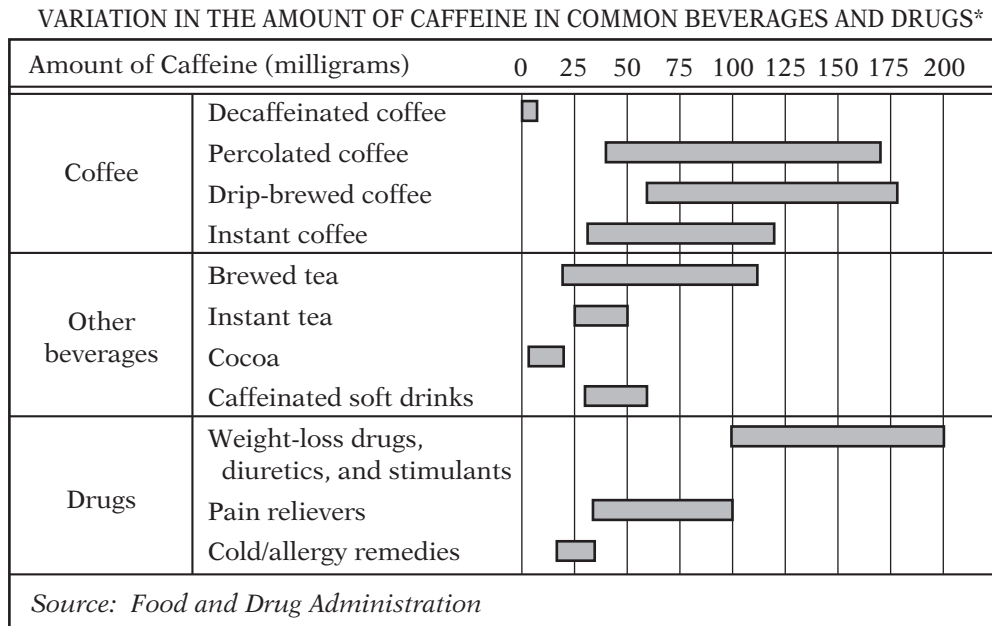 VARIATION IN THE AMOUNT OF CAFFEINE IN COMMON BEVERAGES AND DRUGS*
Amount of Caffeine (milligrams) 0 25 50 75 100 125 150 175 200
Coffee
Decaffeinated coffee
Percolated coffee
Drip-brewed coffee
Instant coffee
Other
beverages
Brewed tea
Instant tea
Cocoa
Caffeinated soft drinks
Drugs
Weight-loss drugs,
diuretics, and stimulants
Pain relievers
Cold/allergy remedies
Source: Food and Drug Administration